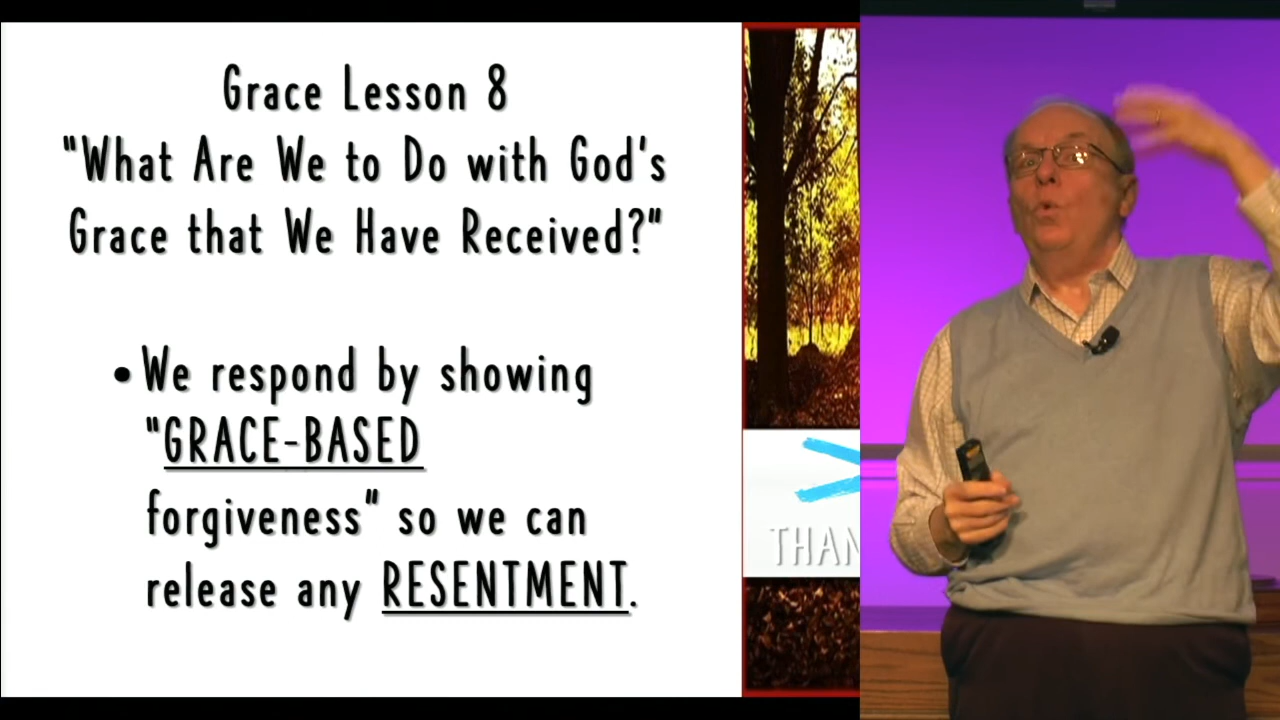 Grace Lesson 8
"What Are We to Do with God's
Grace that We Have Received?"
•We respond by showing
"GRACE-BASED
forgiveness" so we can
release any RESENTMENT.